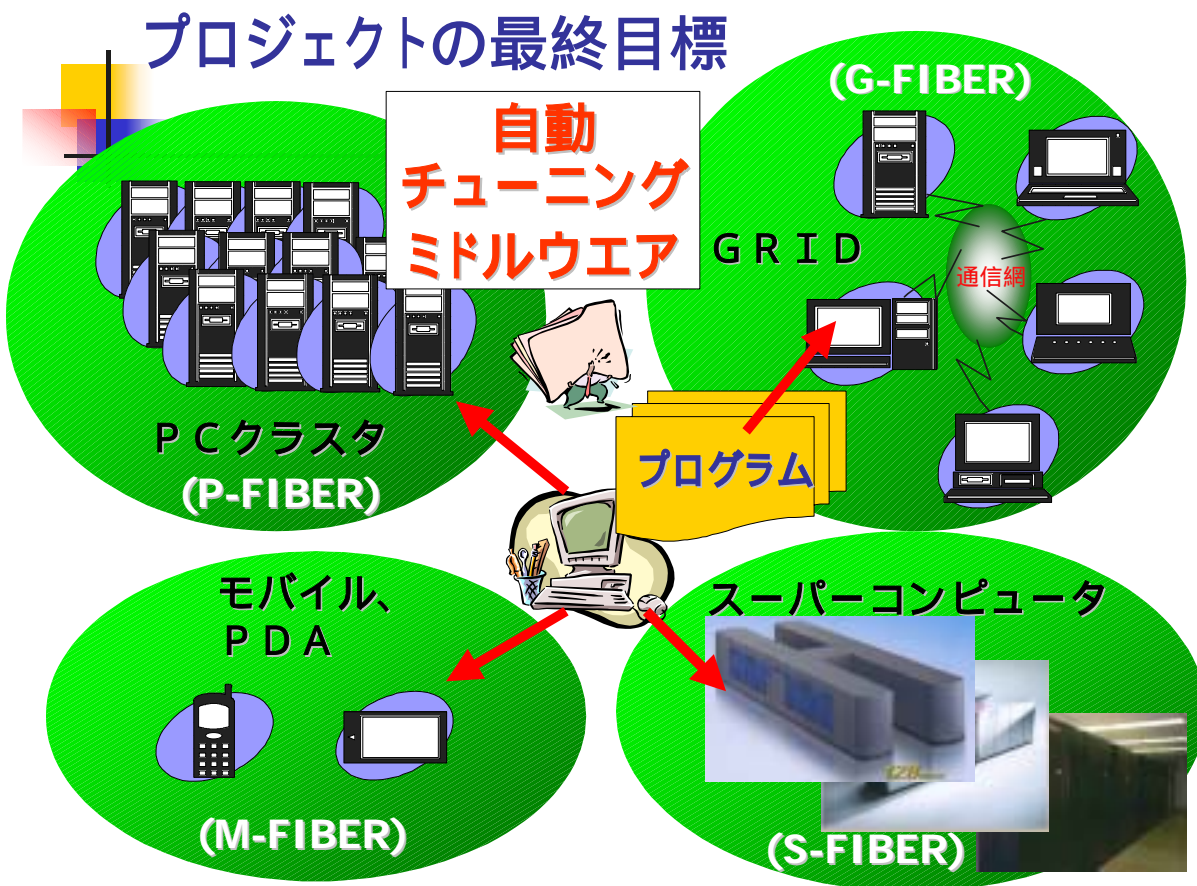 プロジェクトの最終目標
自動
チューニング
ミドルウエア
(G-FIBER)
ＧＲＩＤ
通信網
ＰＣクラスタ
(P-FIBER)
プログラム
モバイル、
ＰＤＡ
(M-FIBER)
スーパーコンピュータ
(S-FIBER)